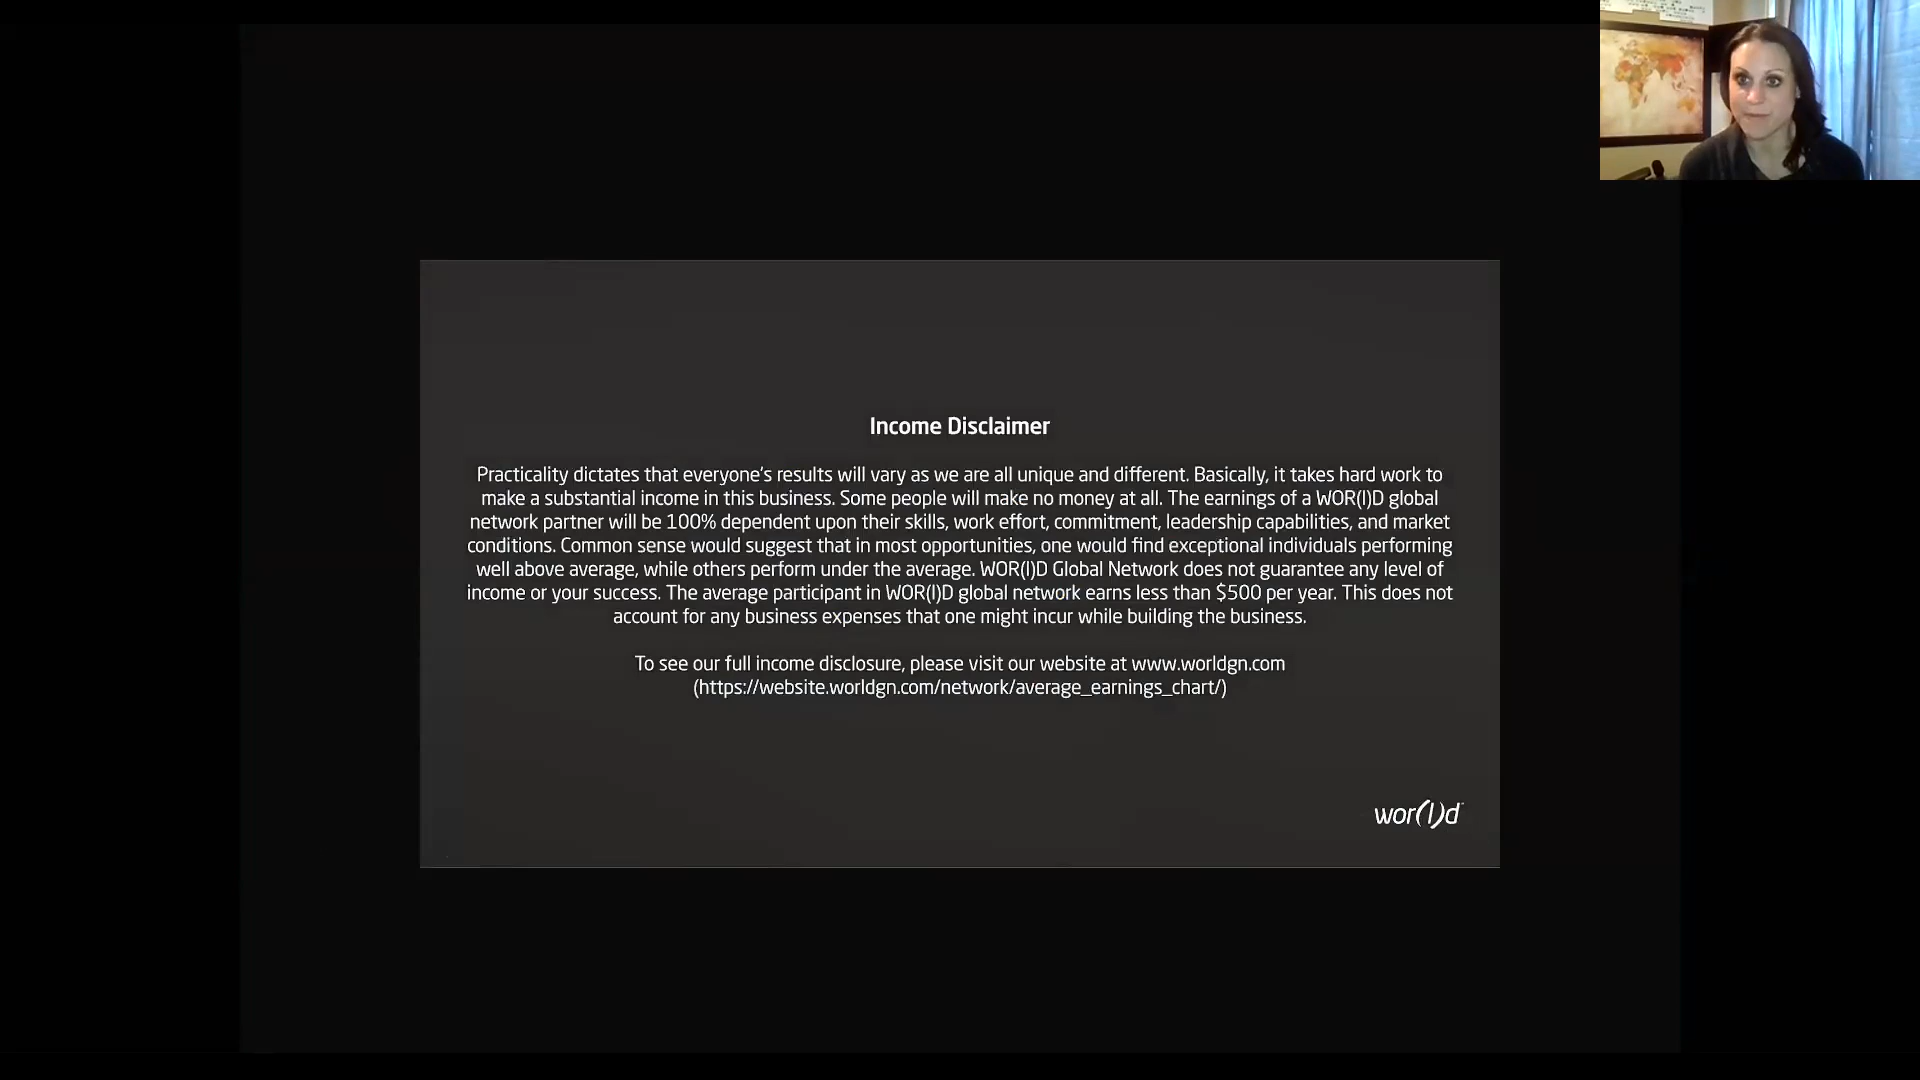 Income Disclaimer
Practicality dictates that everyone's results will vary as we are all unique and different. Basically, it takes hard work to
make a substantial income in this business. Some people will make no money at all. The earnings of a WOR(l)D global
network partner will be 100% dependent upon their skills, work effort, commitment, leadership capabilities, and market
conditions. Common sense would suggest that in most opportunities, one would find exceptional individuals performing
well above average, while others perform under the average. WOR(l)D Global Network does not guarantee any level of
income or your success. The average participant in WOR(l)D global network earns less than $500 per year. This does not
account for any business expenses that one might incur while building the business.
To see our full income disclosure, please visit our website at www.worldgn.com
(https://website.worldgn.com/network/average_earnings_chart/)
wor(l)d